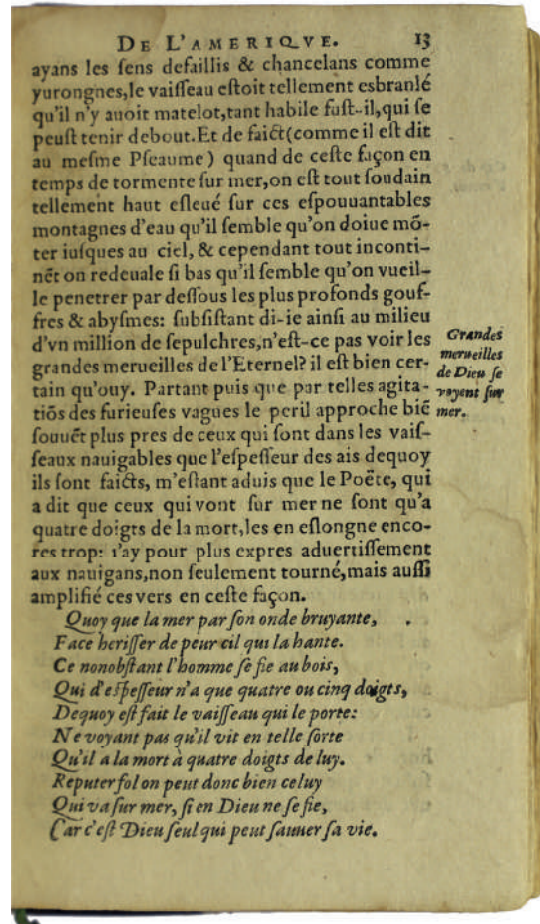 DE L'AMERIQVE. 13
ayans les ſens defaillis & chancelans comme
yurongnes, le vaiſſeau eſtoit tellement esbranlé
qu'il n'y auoit matelot, tant habile fuſt-il, qui ſe
peuſt tenir debout. Et de faict (comme il eſt dit
au meſme Pſeaume) quand de ceſte façon en
temps de tormente ſur mer, on eſt tout ſoudain
tellement haut eſleué ſur ces eſpouuantables
montagnes d'eau qu'il ſemble qu'on doiue mõ-
ter iuſques au ciel, & cependant tout inconti-
nẽt on redeuale ſi bas qu'il ſemble qu'on vueil-
le penetrer par deſſous les plus profonds gouf-
fres & abyſmes: ſubſiſtant di-ie ainſi au milieu
d'vn million de ſepulchres, n'eſt-ce pas voir les
grandes merueilles de l'Eternel? il eſt bien cer-
tain qu'ouy. Partant puis que par telles agita-
tiõs des furieuſes vagues le peril approche biẽ
ſouuẽt plus pres de ceux qui ſont dans les vaiſ-
ſeaux nauigables que l'eſpeſſeur des ais dequoy
ils ſont faicts, m'eſtant aduis que le Poëte, qui
a dit que ceux qui vont ſur mer ne ſont qu'a
quatre doigts de la mort, les en eſlongne enco-
res trop: i'ay pour plus expres aduertiſſement
aux nauigans, non ſeulement tourné, mais auſſi
amplifié ces vers en ceſte façon.
Grandes
merueilles
de Dieu ſe
voyent ſur
mer.
Quoy que la mer par ſon onde bruyante,
Face heriſſer de peur cil qui la hante.
Ce nonobſtant l'homme ſe fie au bois,
Qui d'eſpeſſeur n'a que quatre ou cinq doigts,
Dequoy eſt fait le vaiſſeau qui le porte:
Ne voyant pas qu'il vit en telle ſorte
Qu'il a la mort à quatre doigts de luy.
Reputer fol on peut donc bien celuy
Qui va ſur mer, ſi en Dieu ne ſe fie,
Car c'eſt Dieu ſeul qui peut ſauuer ſa vie.